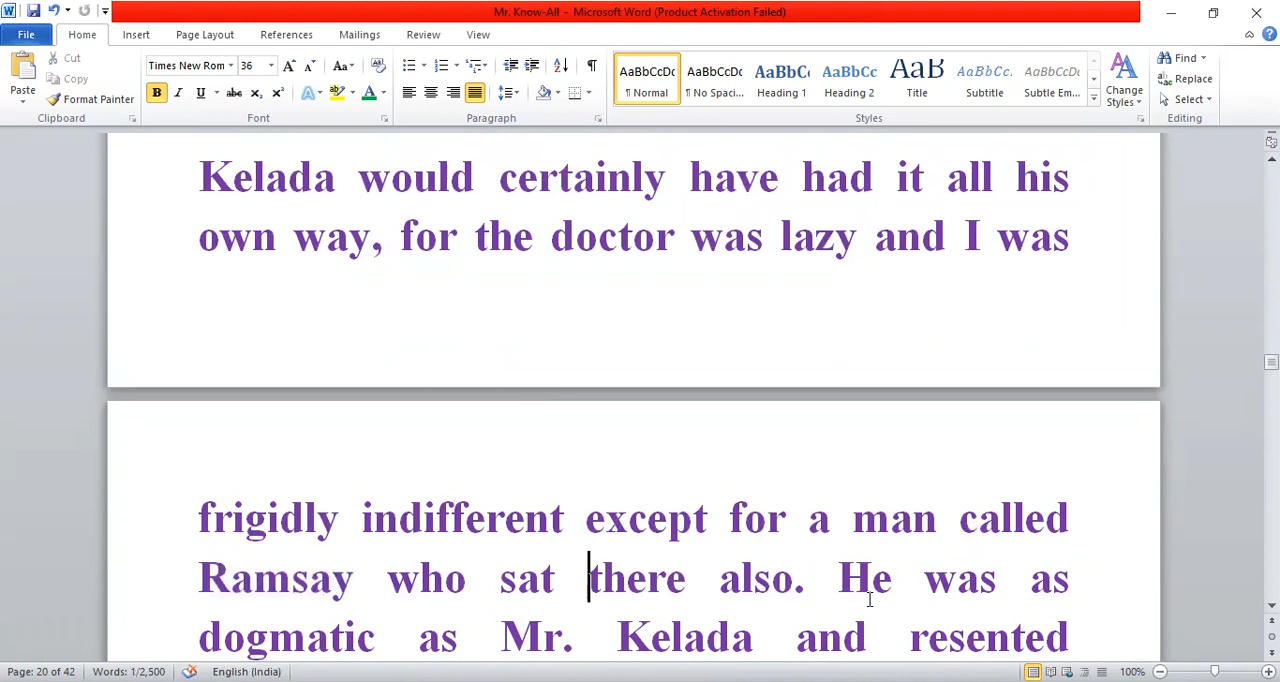 Mr. Know-All - Microsoft Word (Product Activation Failed)
File Home Insert Page Layout References Mailings Review View
Cut
Copy
Paste
Format Painter
Clipboard
Times New Rom 36
Font
Paragraph
AaBbCcDc AaBbCcDc AaBbCc AaBbCc AaB AaBbCc. AaBbCcDc
¶ Normal ¶ No Spaci... Heading 1 Heading 2 Title Subtitle Subtle Em...
Change
Styles
Styles
Find
Replace
Select
Editing
Kelada would certainly have had it all his
own way, for the doctor was lazy and I was
frigidly indifferent except for a man called
Ramsay who sat there also. He was as
dogmatic as Mr. Kelada and resented
Page: 20 of 42 Words: 1/2,500 English (India) 100%